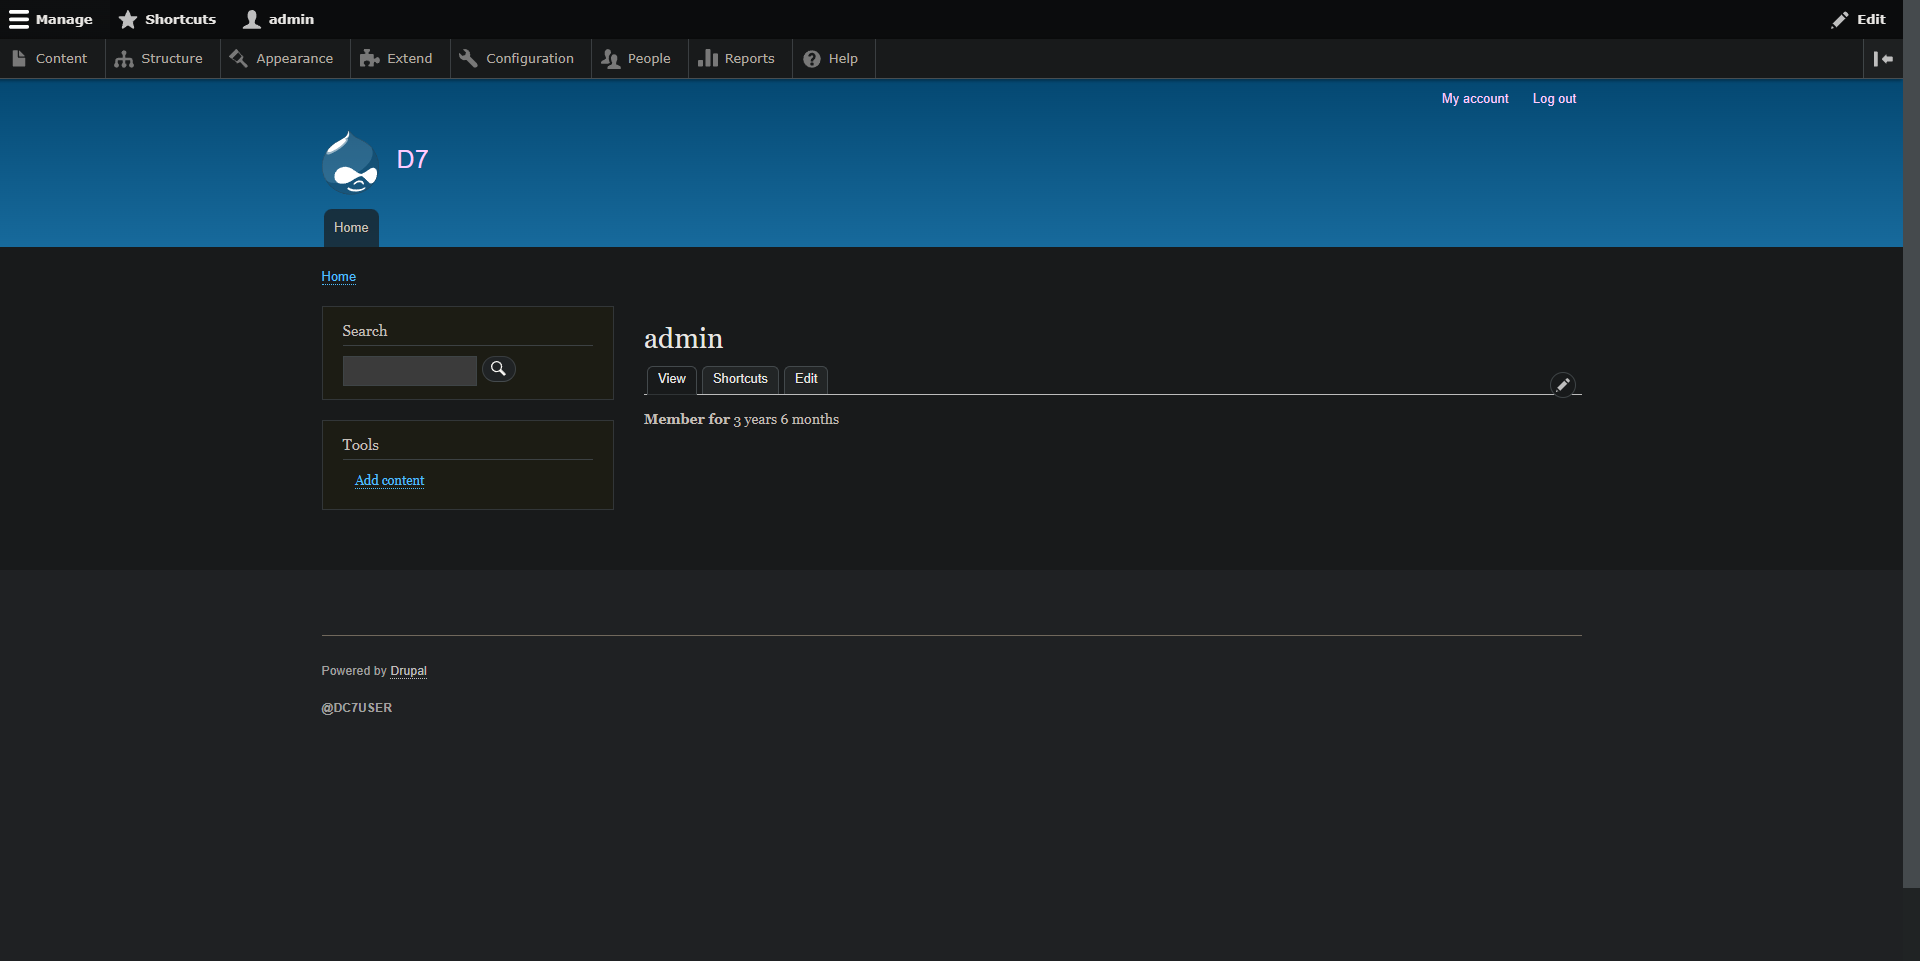 Manage Shortcuts admin Edit
Content Structure Appearance Extend Configuration People Reports Help
My account Log out
D7
Home
Home
Search
admin
View Shortcuts Edit
Member for 3 years 6 months
Tools
Add content
Powered by Drupal
@DC7USER